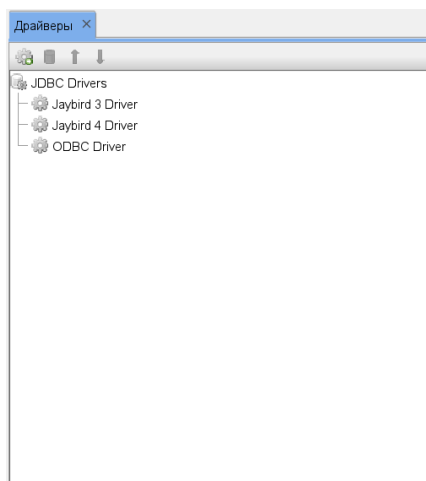 Драйверы
JDBC Drivers
Jaybird 3 Driver
Jaybird 4 Driver
ODBC Driver